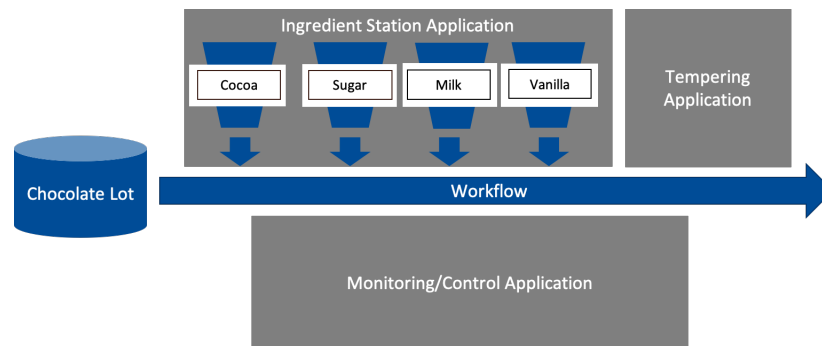 Ingredient Station Application
Cocoa
Sugar
Milk
Vanilla
Tempering
Application
Chocolate Lot
Workflow
Monitoring/Control Application